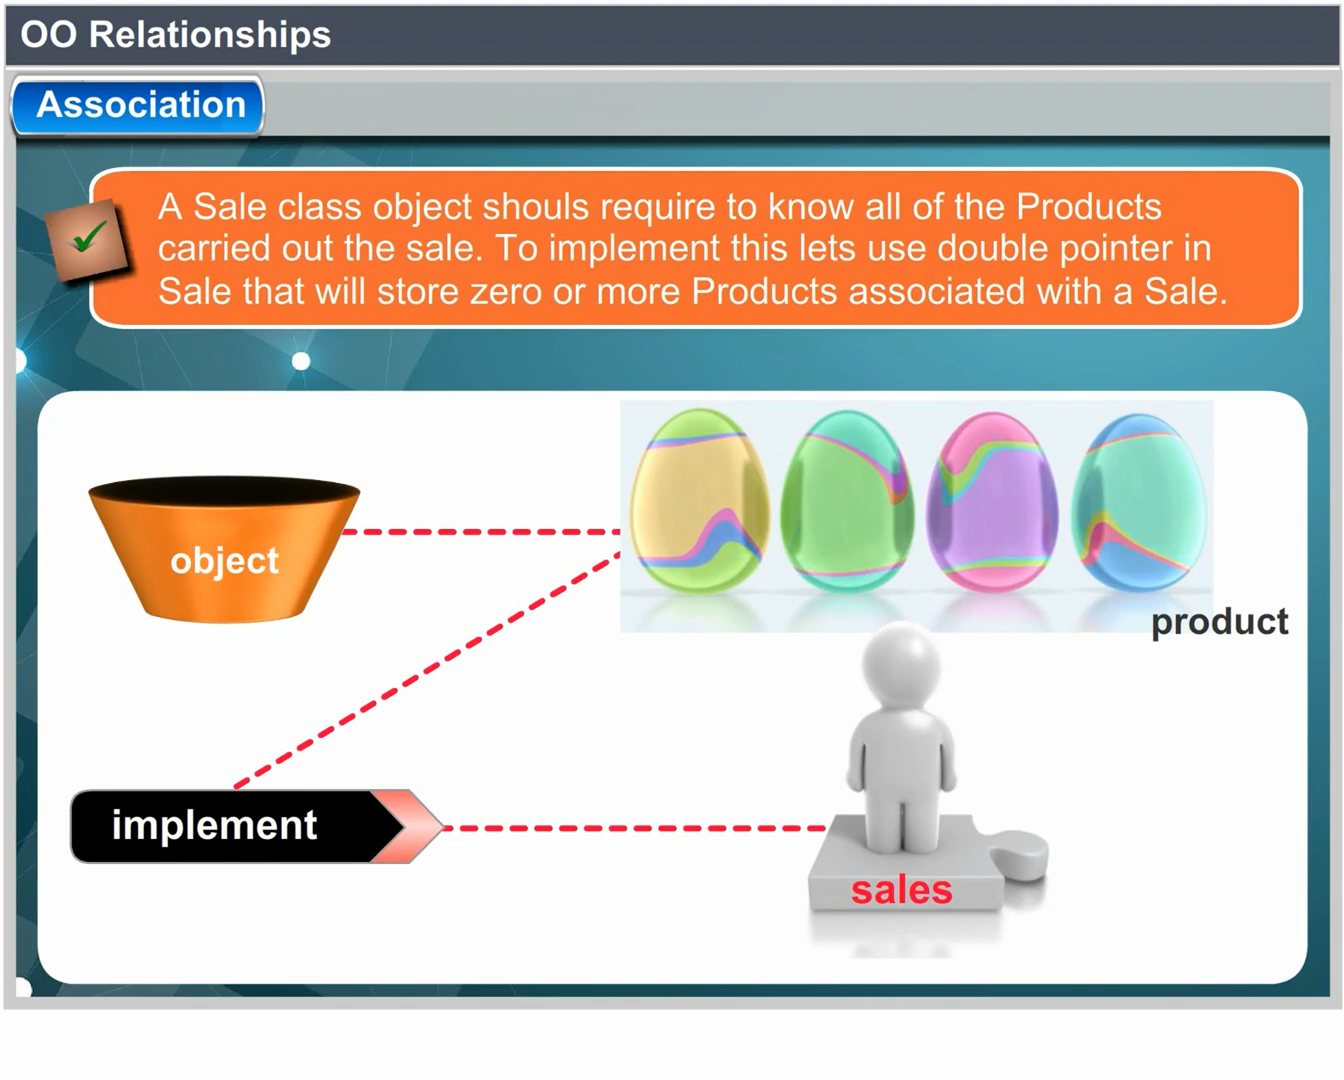 OO Relationships
Association
A Sale class object shouls require to know all of the Products
carried out the sale. To implement this lets use double pointer in
Sale that will store zero or more Products associated with a Sale.
object
product
implement
sales